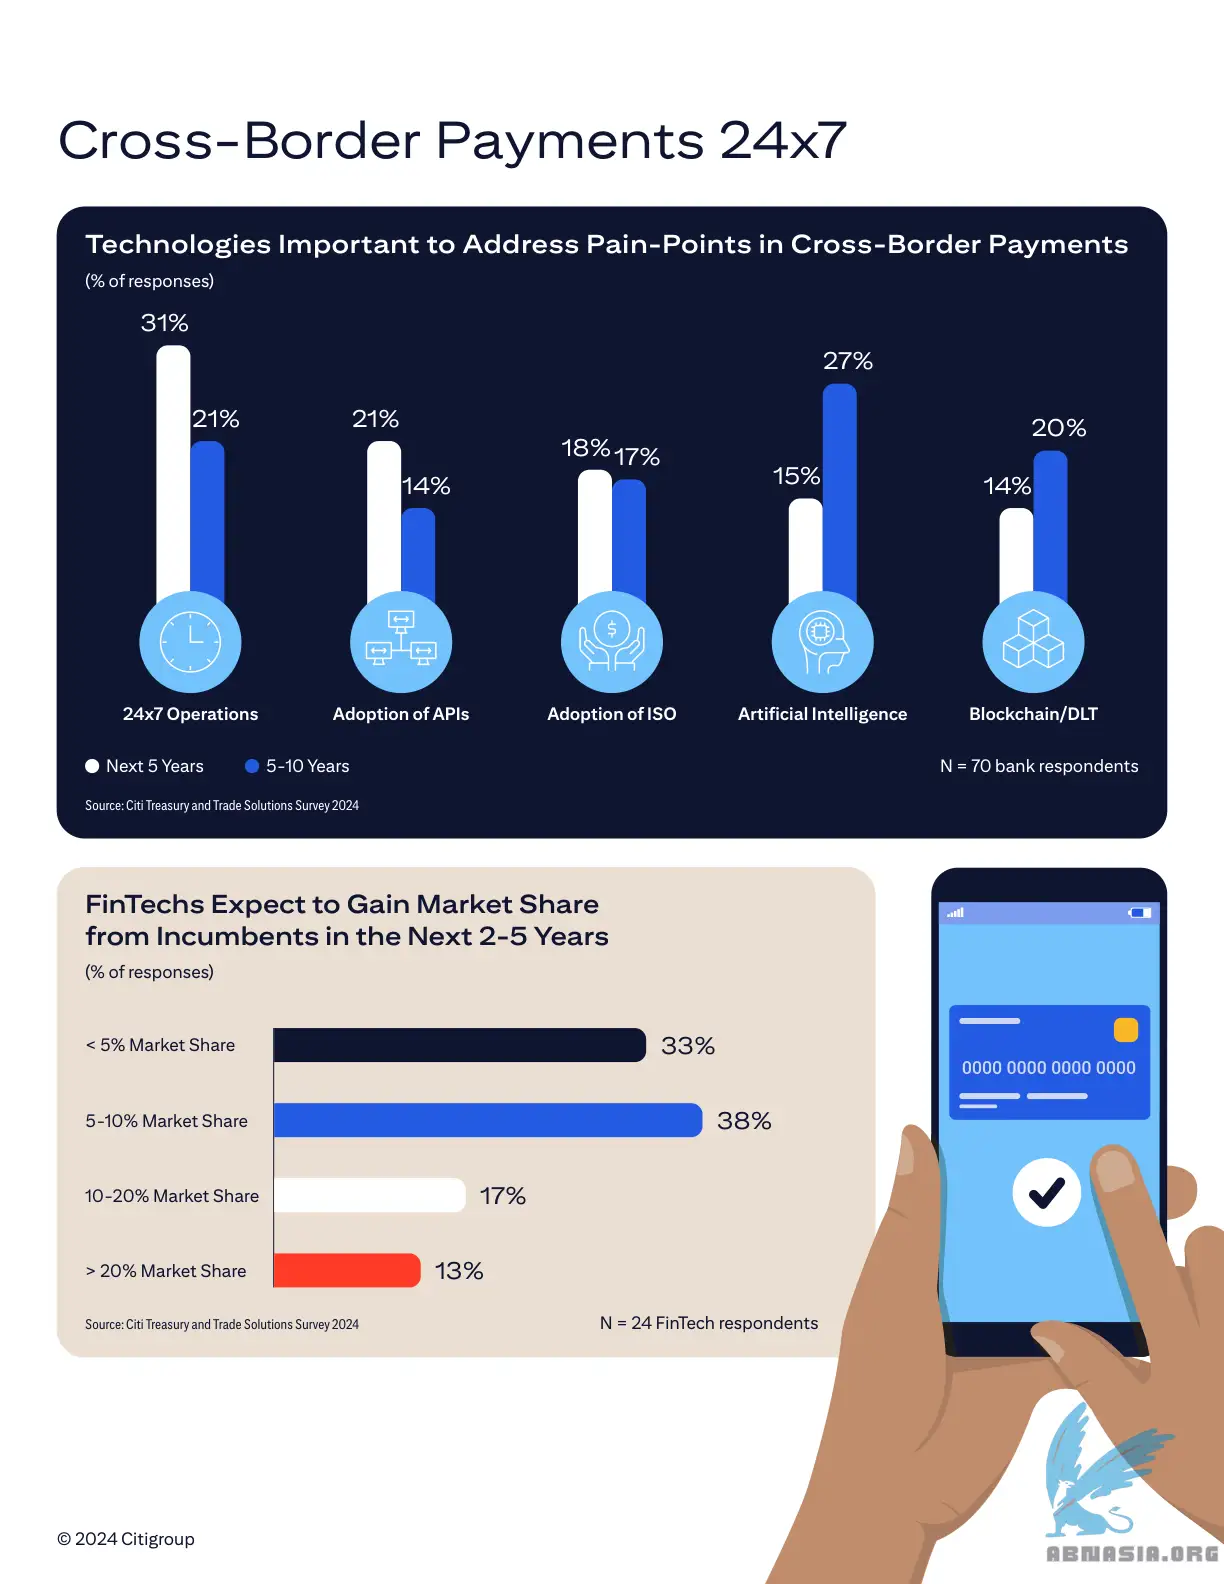 Cross-Border Payments 24x7
Technologies Important to Address Pain-Points in Cross-Border Payments
(% of responses)
31%
21%
21%
14%
18%
17%
15%
27%
14%
20%
24x7 Operations
Adoption of APIs
Adoption of ISO
Artificial Intelligence
Blockchain/DLT
Next 5 Years
5-10 Years
N = 70 bank respondents
Source: Citi Treasury and Trade Solutions Survey 2024
FinTechs Expect to Gain Market Share
from Incumbents in the Next 2-5 Years
(% of responses)
< 5% Market Share
33%
5-10% Market Share
38%
10-20% Market Share
17%
> 20% Market Share
13%
Source: Citi Treasury and Trade Solutions Survey 2024
N = 24 FinTech respondents
$
0000 0000 0000 0000
© 2024 Citigroup
ABNASIA.ORG